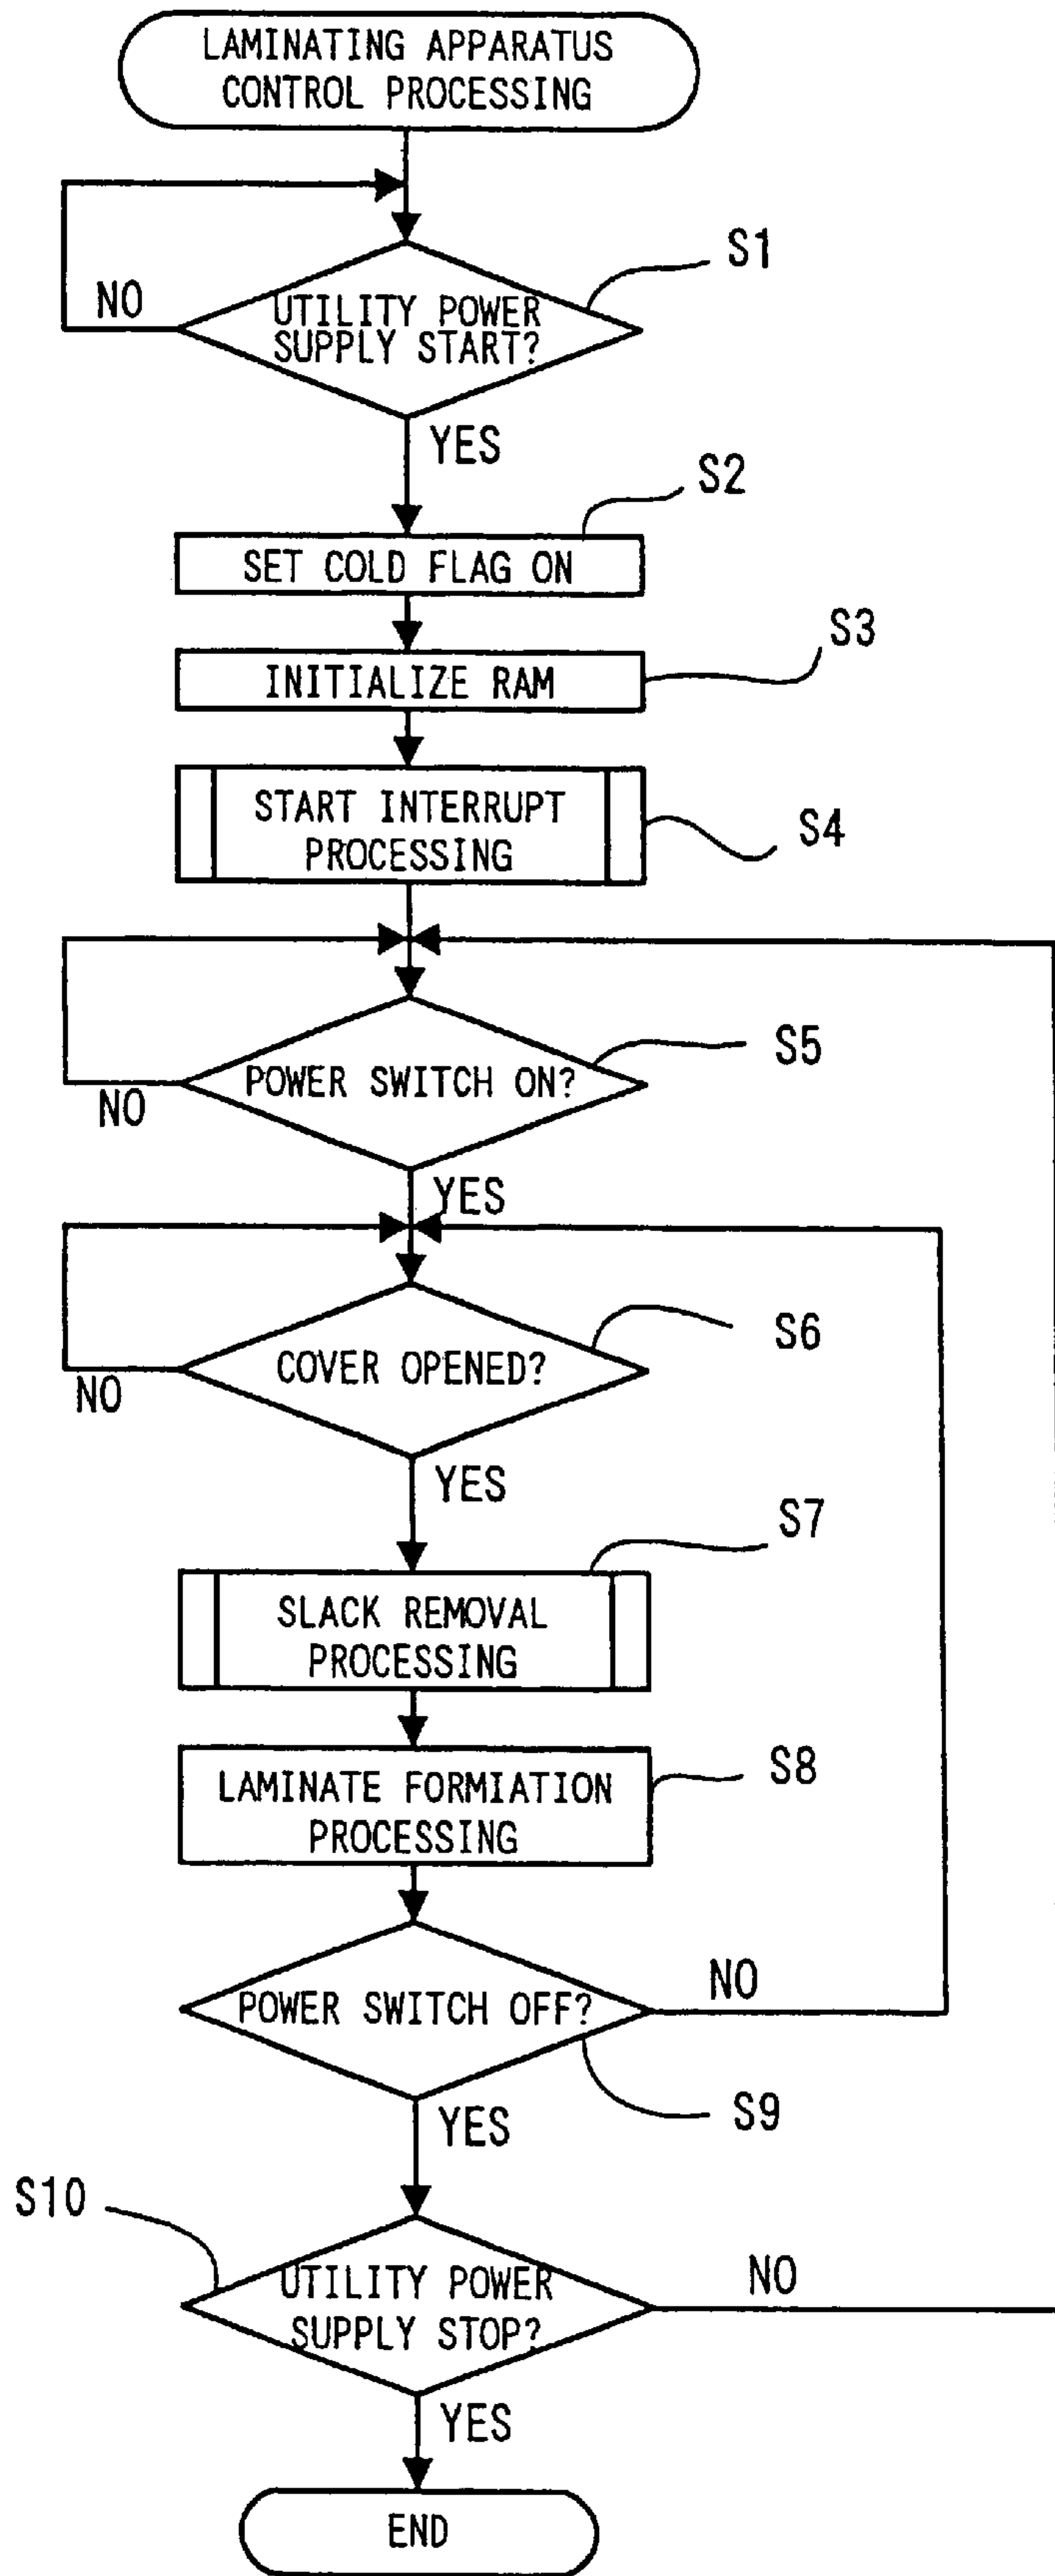 LAMINATING APPARATUS
CONTROL PROCESSING
S1
NO
UTILITY POWER
SUPPLY START?
YES
S2
SET COLD FLAG ON
S3
INITIALIZE RAM
START INTERRUPT
PROCESSING
S4
S5
POWER SWITCH ON?
NO
YES
S6
COVER OPENED?
NO
YES
S7
SLACK REMOVAL
PROCESSING
S8
LAMINATE FORMIATION
PROCESSING
NO
POWER SWITCH OFF?
S9
YES
S10
NO
UTILITY POWER
SUPPLY STOP?
YES
END